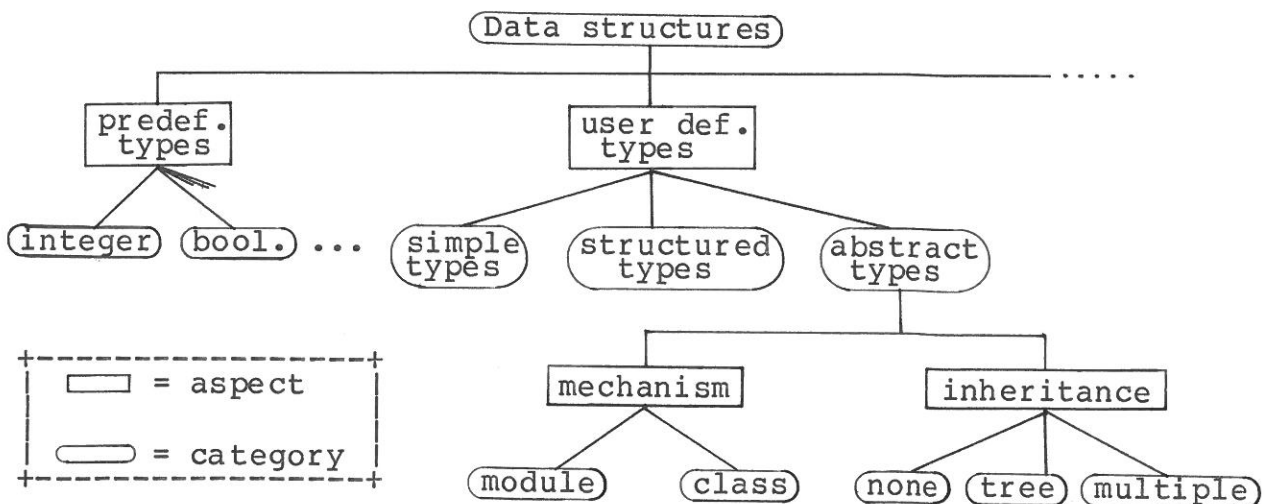 Data structures
.....
predef.
types
user def.
types
integer
bool.
...
simple
types
structured
types
abstract
types
mechanism
inheritance
module
class
none
tree
multiple
= aspect
= category